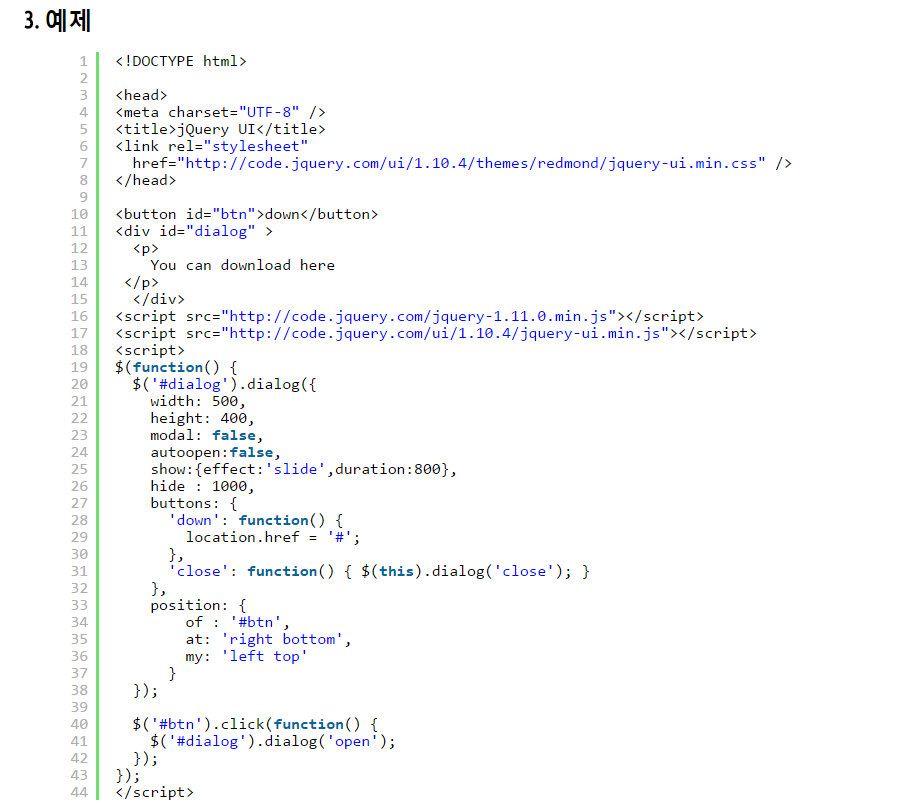 3. 예제
1 <!DOCTYPE html>
2
3 <head>
4 <meta charset="UTF-8" />
5 <title>jQuery UI</title>
6 <link rel="stylesheet"
7   href="http://code.jquery.com/ui/1.10.4/themes/redmond/jquery-ui.min.css" />
8 </head>
9
10 <button id="btn">down</button>
11 <div id="dialog" >
12   <p>
13     You can download here
14  </p>
15   </div>
16 <script src="http://code.jquery.com/jquery-1.11.0.min.js"></script>
17 <script src="http://code.jquery.com/ui/1.10.4/jquery-ui.min.js"></script>
18 <script>
19 $(function() {
20   $('#dialog').dialog({
21     width: 500,
22     height: 400,
23     modal: false,
24     autoopen:false,
25     show:{effect:'slide',duration:800},
26     hide : 1000,
27     buttons: {
28       'down': function() {
29         location.href = '#';
30       },
31       'close': function() { $(this).dialog('close'); }
32     },
33     position: {
34         of : '#btn',
35         at: 'right bottom',
36         my: 'left top'
37       }
38   });
39
40   $('#btn').click(function() {
41     $('#dialog').dialog('open');
42   });
43 });
44 </script>